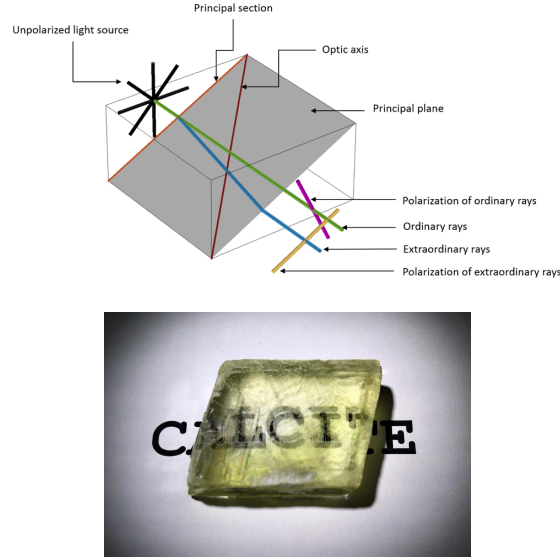 Principal section
Unpolarized light source
Optic axis
Principal plane
Polarization of ordinary rays
Ordinary rays
Extraordinary rays
Polarization of extraordinary rays
CALCITE